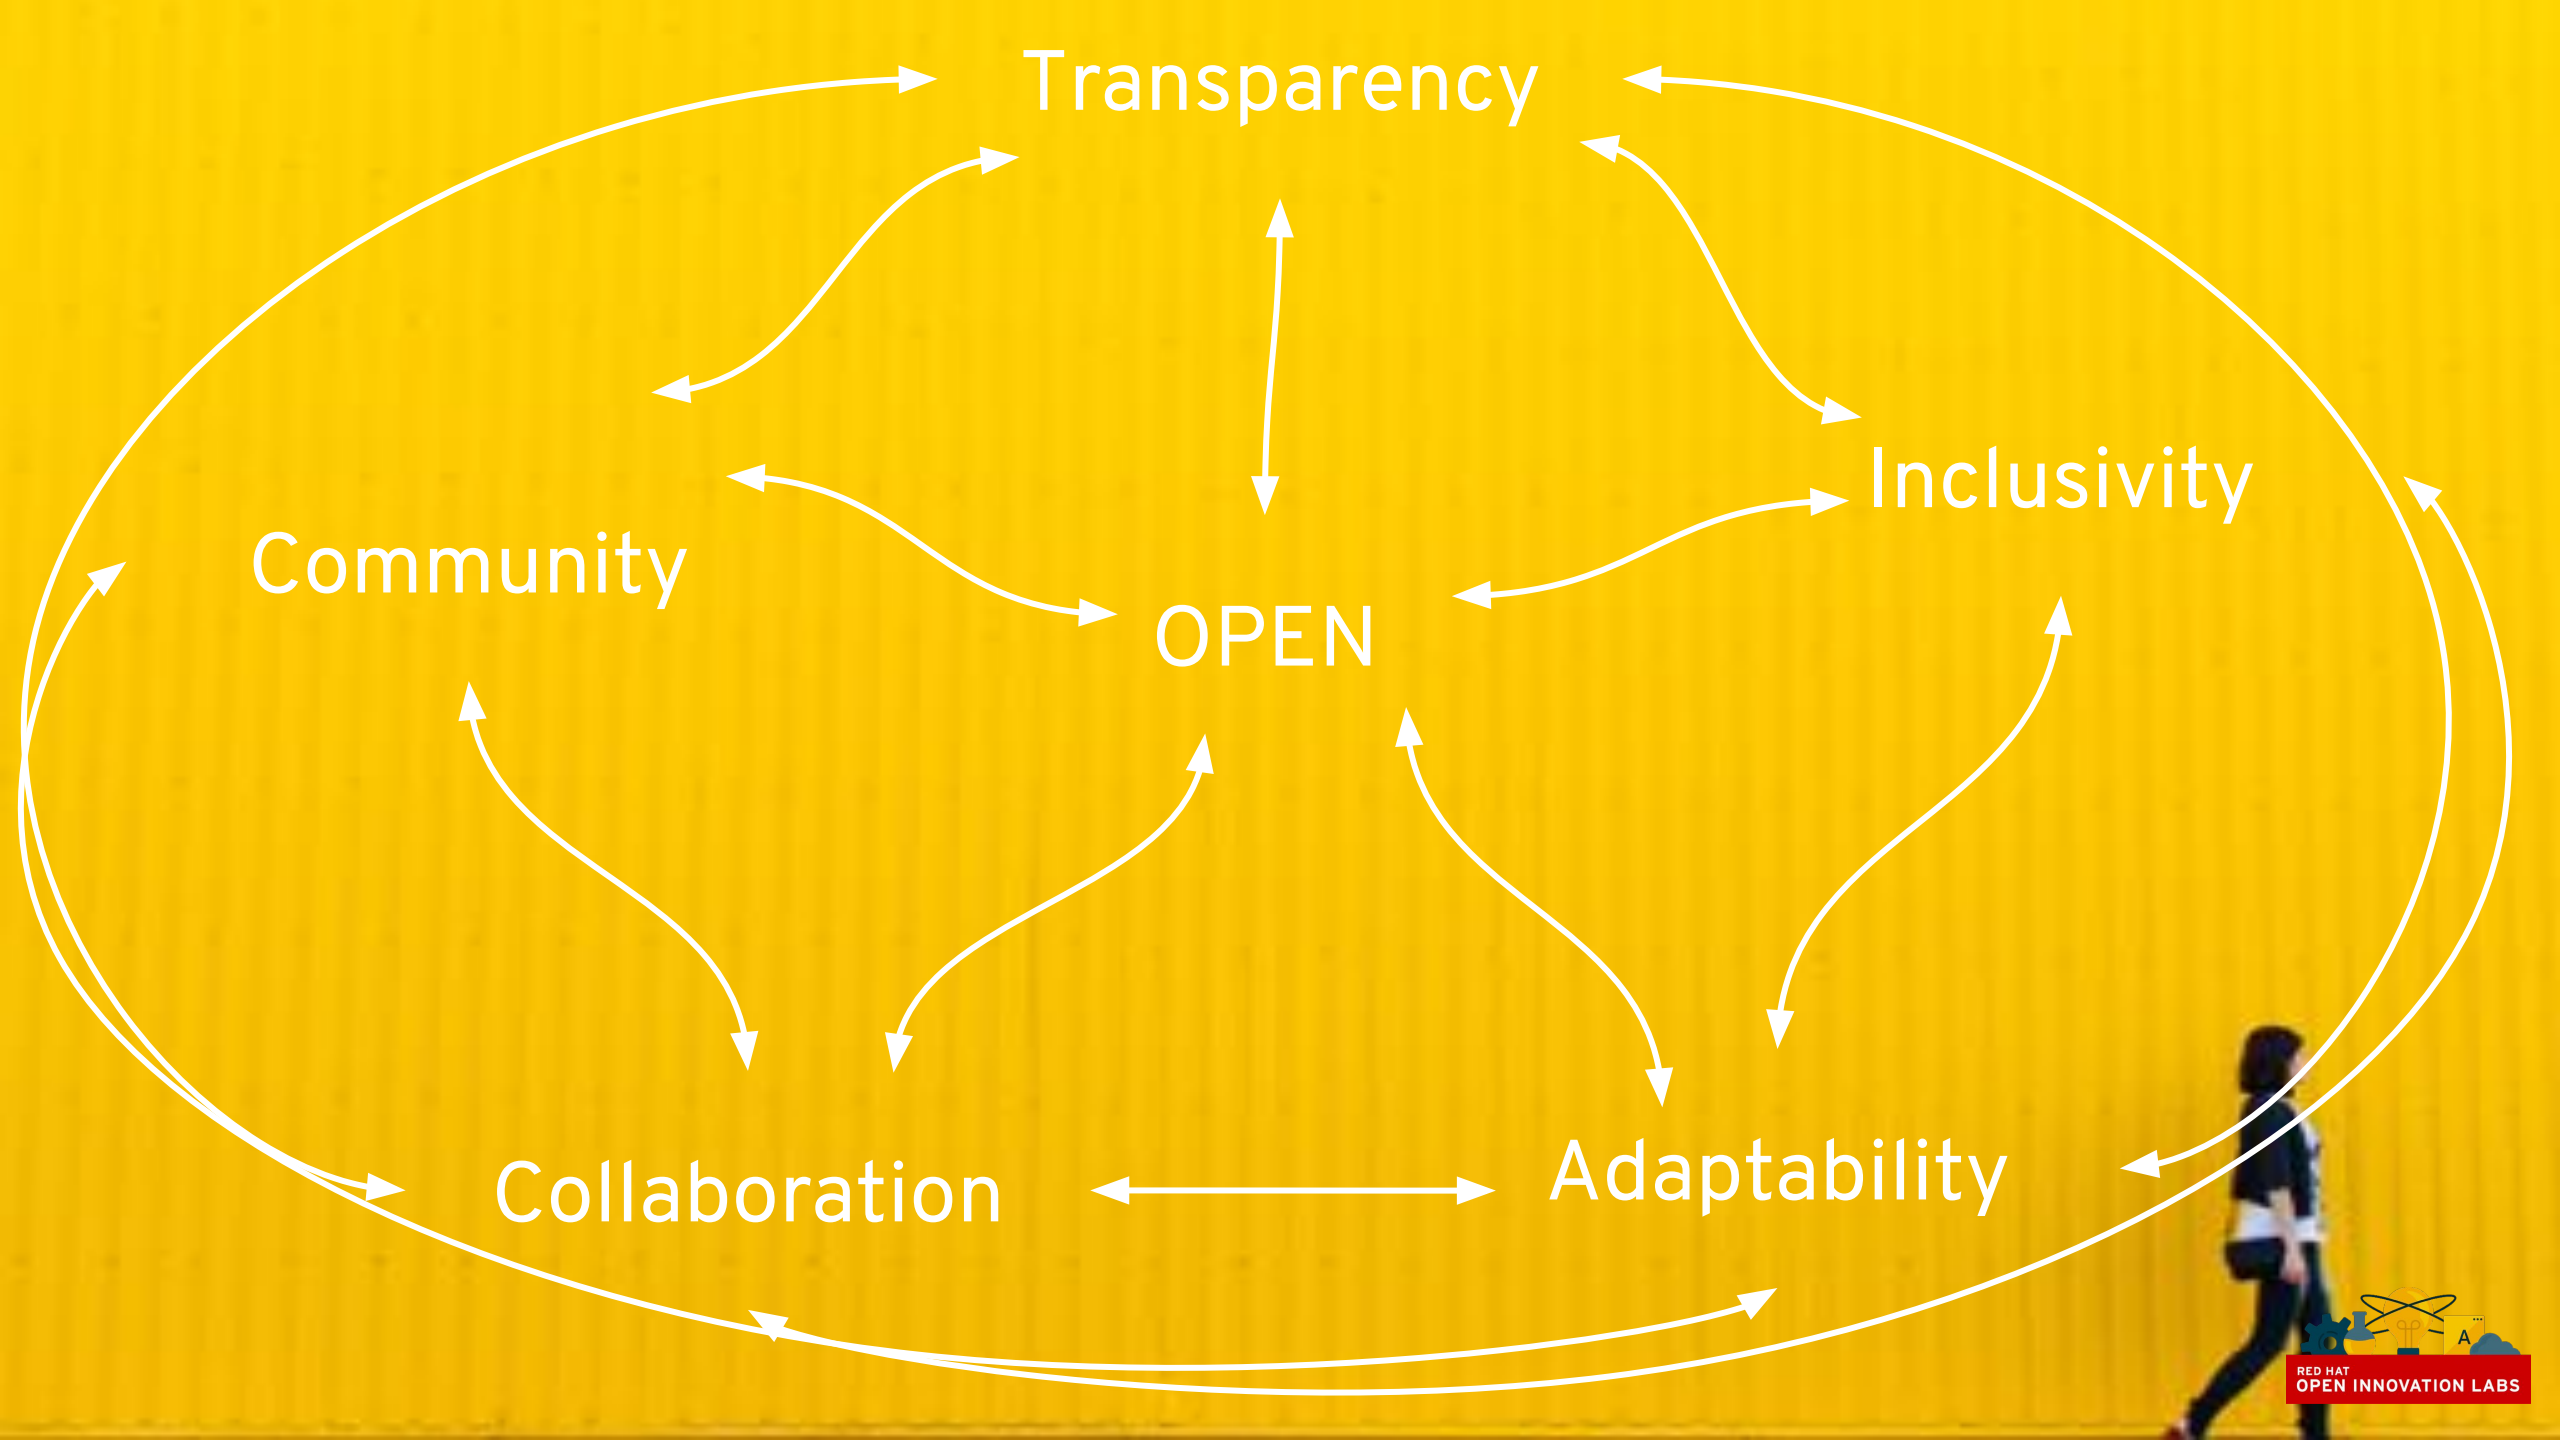 Transparency
Inclusivity
Community
OPEN
Adaptability
Collaboration
A
RED HAT
OPEN INNOVATION LABS